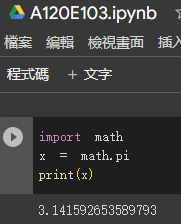 A120E103.ipynb
檔案 編輯 檢視畫面 插入
程式碼 + 文字
import math
x = math.pi
print(x)
3.141592653589793